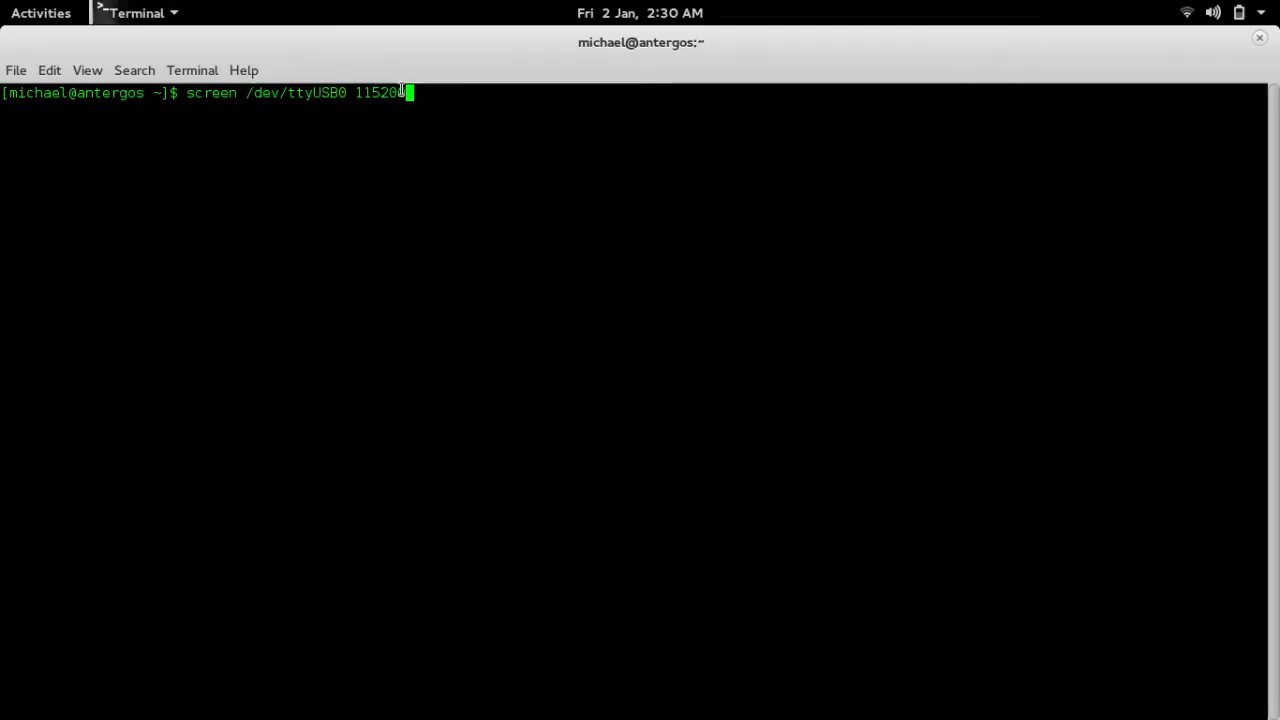 Activities
>_ Terminal
Fri 2 Jan, 2:30 AM
michael@antergos:~
File Edit View Search Terminal Help
[michael@antergos ~]$ screen /dev/ttyUSB0 115200